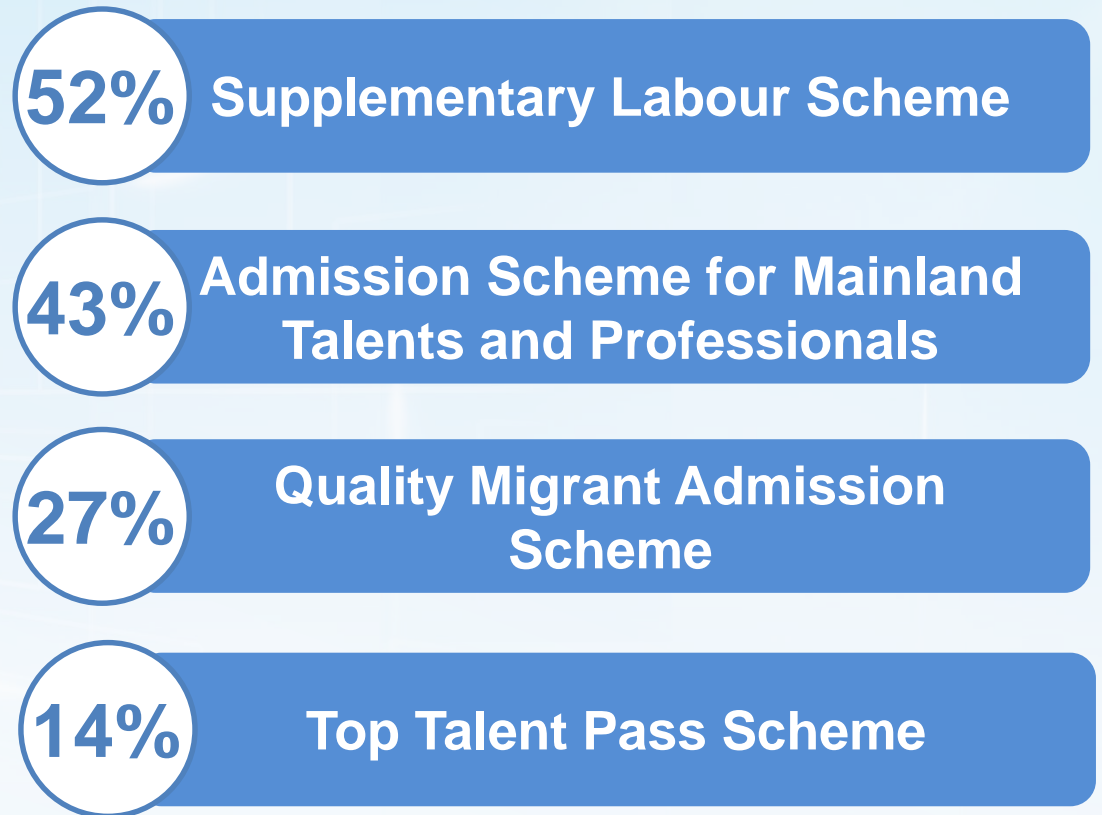 52%
Supplementary Labour Scheme
43%
Admission Scheme for Mainland
Talents and Professionals
27%
Quality Migrant Admission
Scheme
14%
Top Talent Pass Scheme